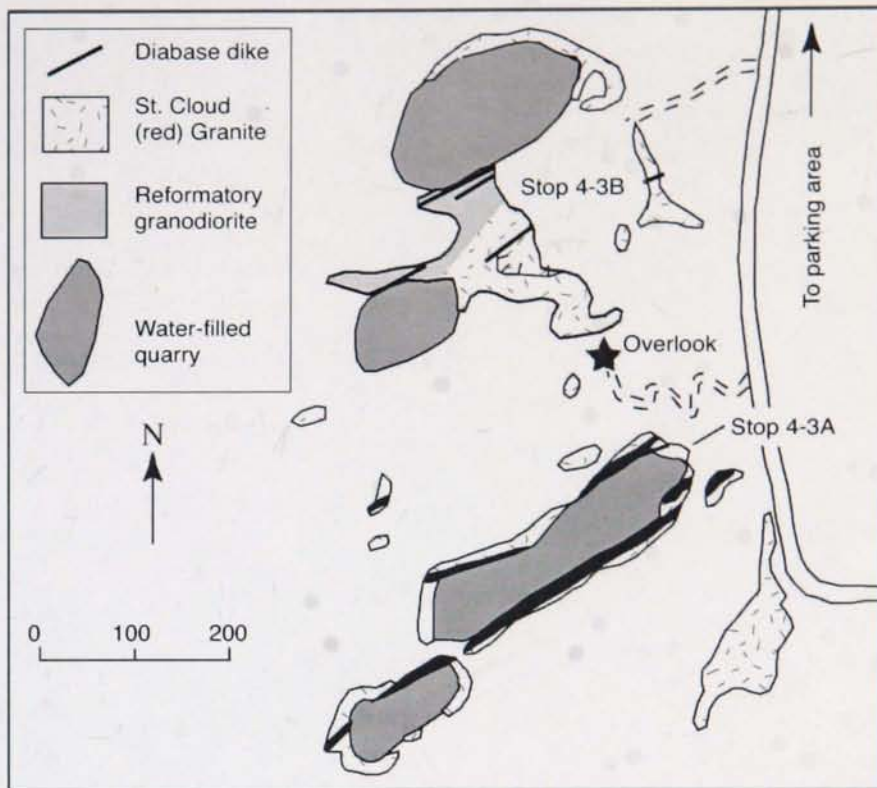 Diabase dike
St. Cloud
(red) Granite
Reformatory
granodiorite
Water-filled
quarry
N
0 100 200
Stop 4-3B
To parking area
Overlook
Stop 4-3A